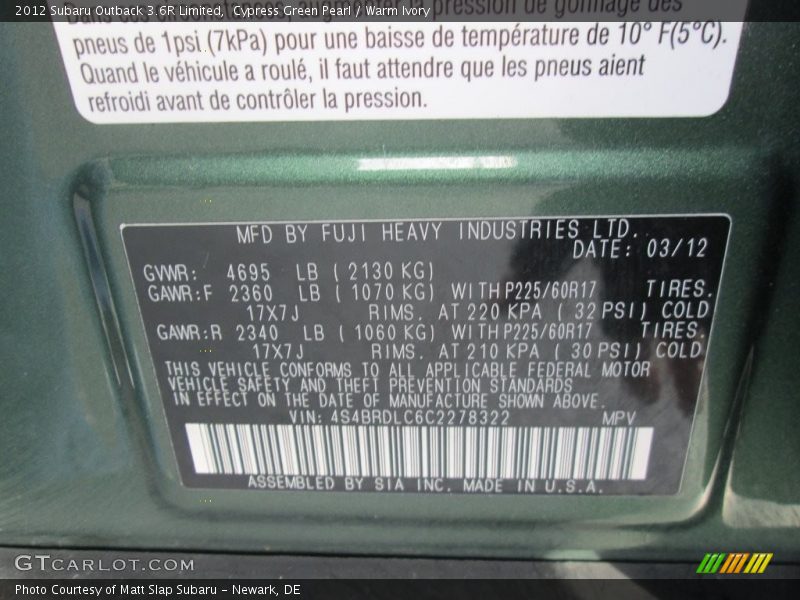 2012 Subaru Outback 3.6R Limited, Cypress Green Pearl / Warm Ivory
pression de gonflage des
pneus de 1psi (7kPa) pour une baisse de température de 10° F(5°C).
Quand le véhicule a roulé, il faut attendre que les pneus aient
refroidi avant de contrôler la pression.
MFD BY FUJI HEAVY INDUSTRIES LTD.
DATE: 03/12
GVWR: 4695 LB ( 2130 KG)
GAWR:F 2360 LB ( 1070 KG) WITH P225/60R17 TIRES.
17X7J RIMS. AT 220 KPA ( 32 PSI) COLD
GAWR:R 2340 LB ( 1060 KG) WITH P225/60R17 TIRES.
17X7J RIMS. AT 210 KPA ( 30 PSI) COLD
THIS VEHICLE CONFORMS TO ALL APPLICABLE FEDERAL MOTOR
VEHICLE SAFETY AND THEFT PREVENTION STANDARDS
IN EFFECT ON THE DATE OF MANUFACTURE SHOWN ABOVE.
VIN: 4S4BRDLC6C2278322 MPV
ASSEMBLED BY SIA INC. MADE IN U.S.A.
GTCARLOT.COM
Photo Courtesy of Matt Slap Subaru - Newark, DE